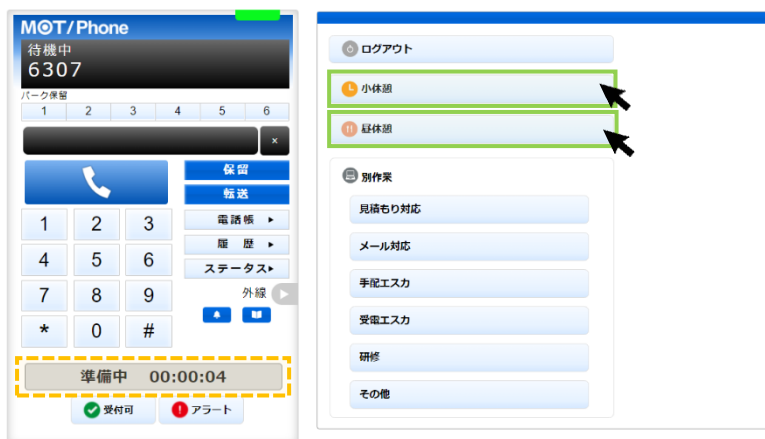 MOT/Phone
待機中
6307
パーク保留
1 2 3 4 5 6
×
保留
転送
電話帳
履 歴
ステータス
1 2 3
4 5 6
7 8 9
外線
* 0 #
準備中 00:00:04
受付可
アラート
ログアウト
小休憩
昼休憩
別作業
見積もり対応
メール対応
手配エスカ
受電エスカ
研修
その他